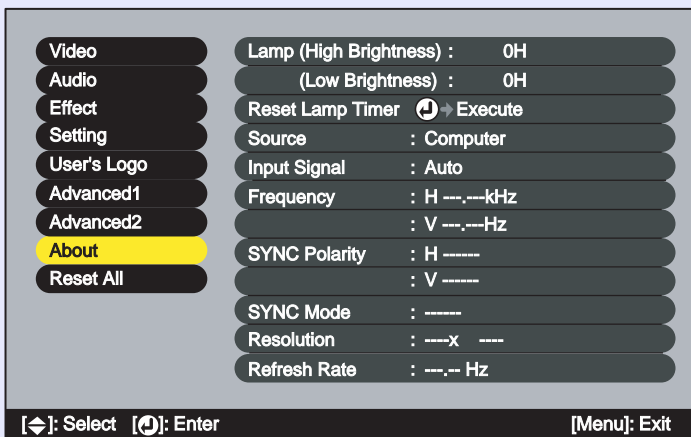 Video
Audio
Effect
Setting
User's Logo
Advanced1
Advanced2
About
Reset All
Lamp (High Brightness) : 0H
(Low Brightness) : 0H
Reset Lamp Timer Execute
Source : Computer
Input Signal : Auto
Frequency : H ---.---kHz
: V ---.---Hz
SYNC Polarity : H ------
: V ------
SYNC Mode : ------
Resolution : ----x ----
Refresh Rate : ---.-- Hz
[ ]: Select [ ]: Enter [Menu]: Exit